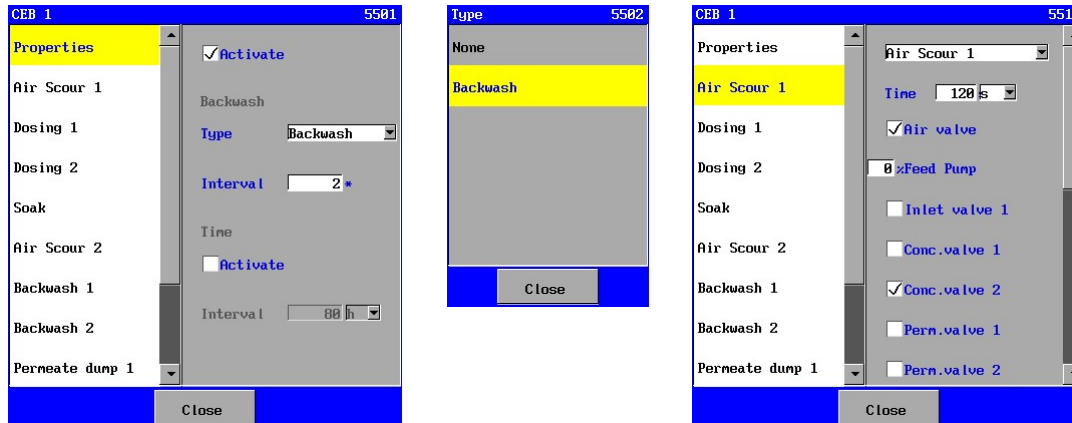 CEB 1 5501
Properties
Air Scour 1
Dosing 1
Dosing 2
Soak
Air Scour 2
Backwash 1
Backwash 2
Permeate dump 1
Activate
Backwash
Type Backwash
Interval 2*
Time
Activate
Interval 80 h
Close
Type 5502
None
Backwash
Close
CEB 1 551
Properties
Air Scour 1
Dosing 1
Dosing 2
Soak
Air Scour 2
Backwash 1
Backwash 2
Permeate dump 1
Air Scour 1
Time 120 s
Air valve
0 %Feed Pump
Inlet valve 1
Conc.valve 1
Conc.valve 2
Perm.valve 1
Perm.valve 2
Close